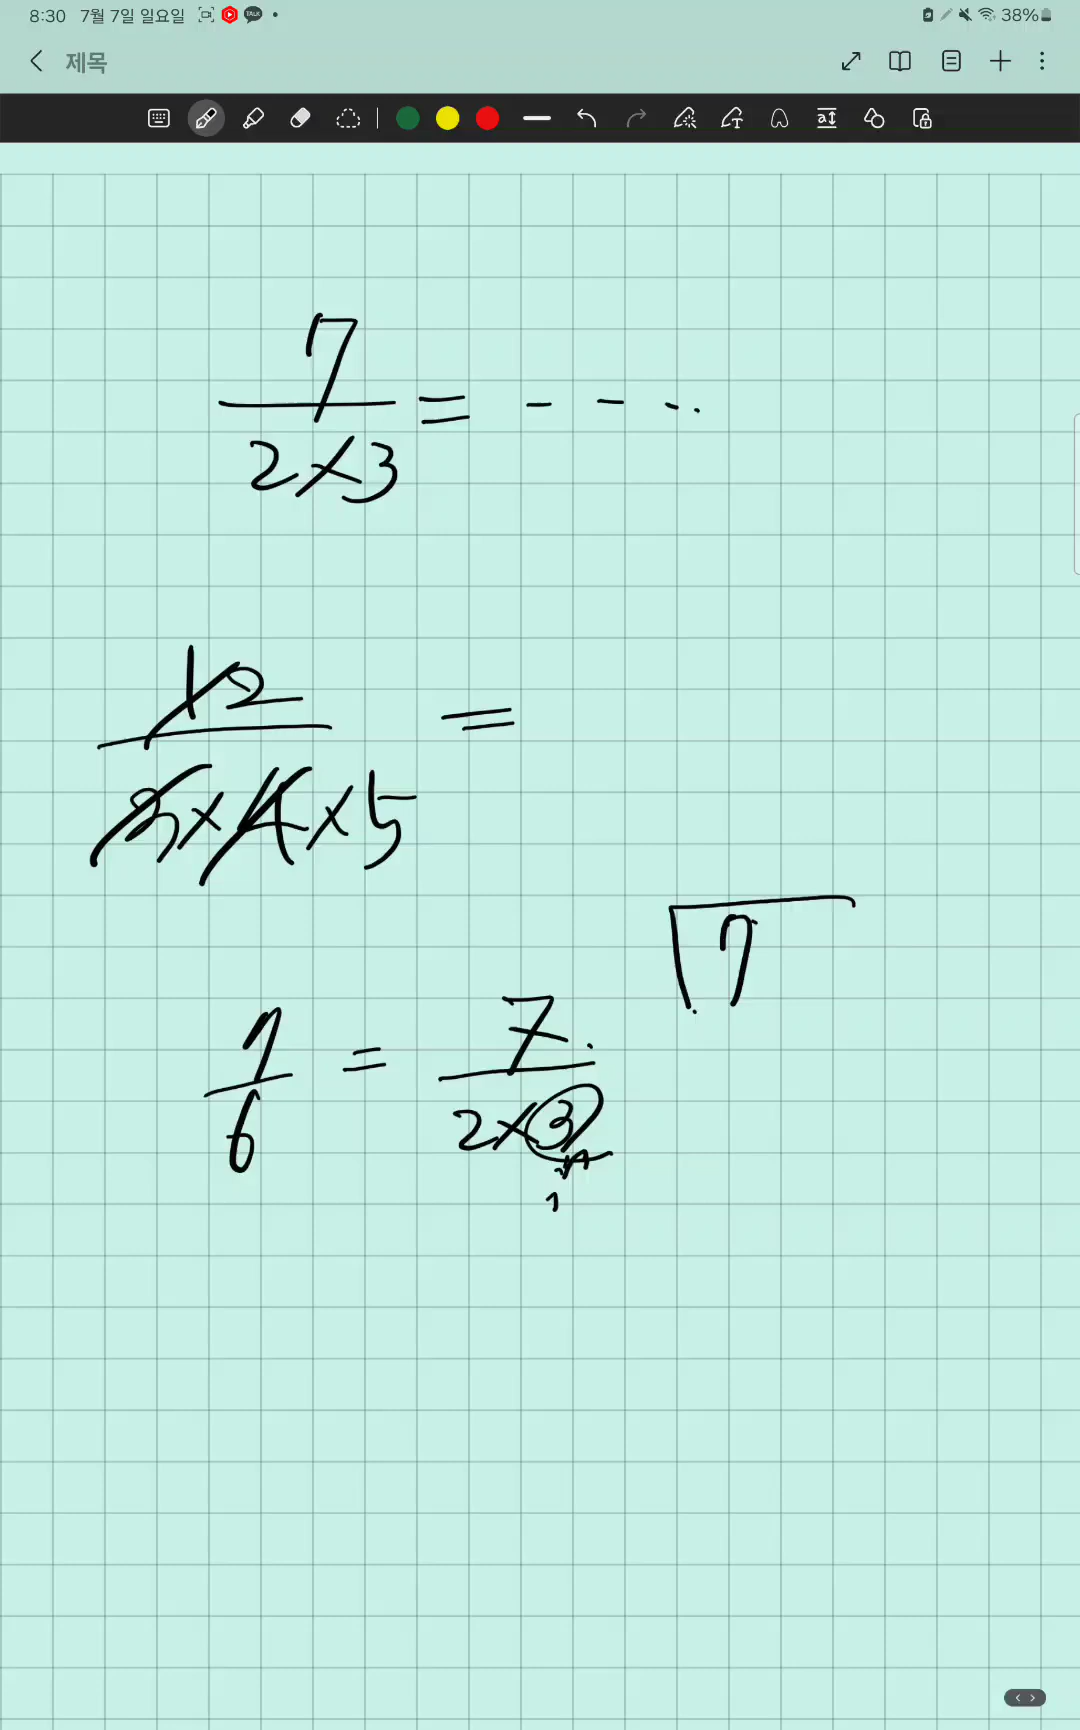 8:30 7월 7일 일요일 TALK 38%
제목
7
2×3 = - - - ..
12
3×4×5 =
7
7/6 = 7/2×3